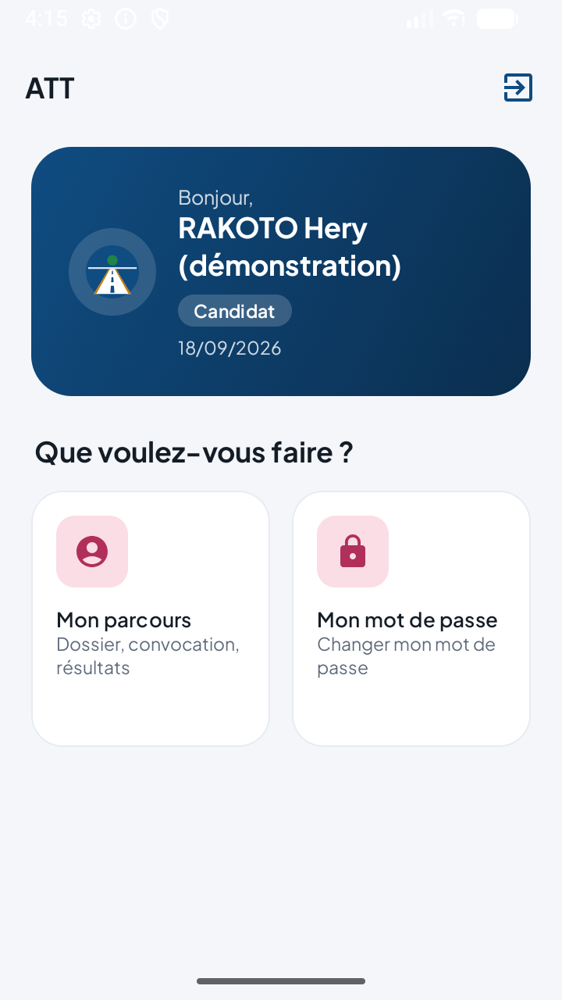 4:15
ATT
Bonjour,
RAKOTO Hery
(démonstration)
Candidat
18/09/2026
Que voulez-vous faire ?
Mon parcours
Dossier, convocation,
résultats
Mon mot de passe
Changer mon mot de
passe